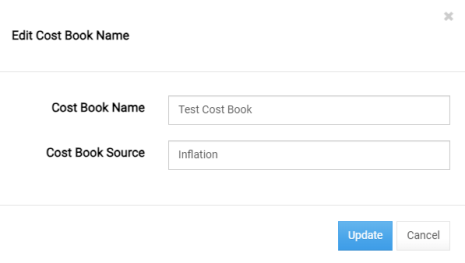 Edit Cost Book Name
Cost Book Name Test Cost Book
Cost Book Source Inflation
Update Cancel